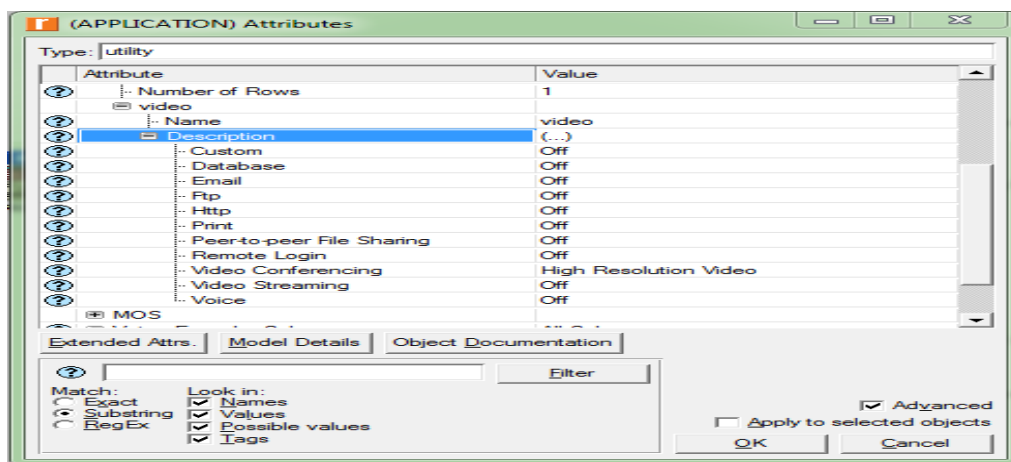 (APPLICATION) Attributes
Type: utility
Attribute Value
Number of Rows 1
video
Name video
Description (...)
Custom Off
Database Off
Email Off
Ftp Off
Http Off
Print Off
Peer-to-peer File Sharing Off
Remote Login Off
Video Conferencing High Resolution Video
Video Streaming Off
Voice Off
MOS
Extended Attrs. Model Details Object Documentation
Filter
Match: Look in:
Exact Names
Substring Values
RegEx Possible values
Tags
Advanced
Apply to selected objects
OK Cancel